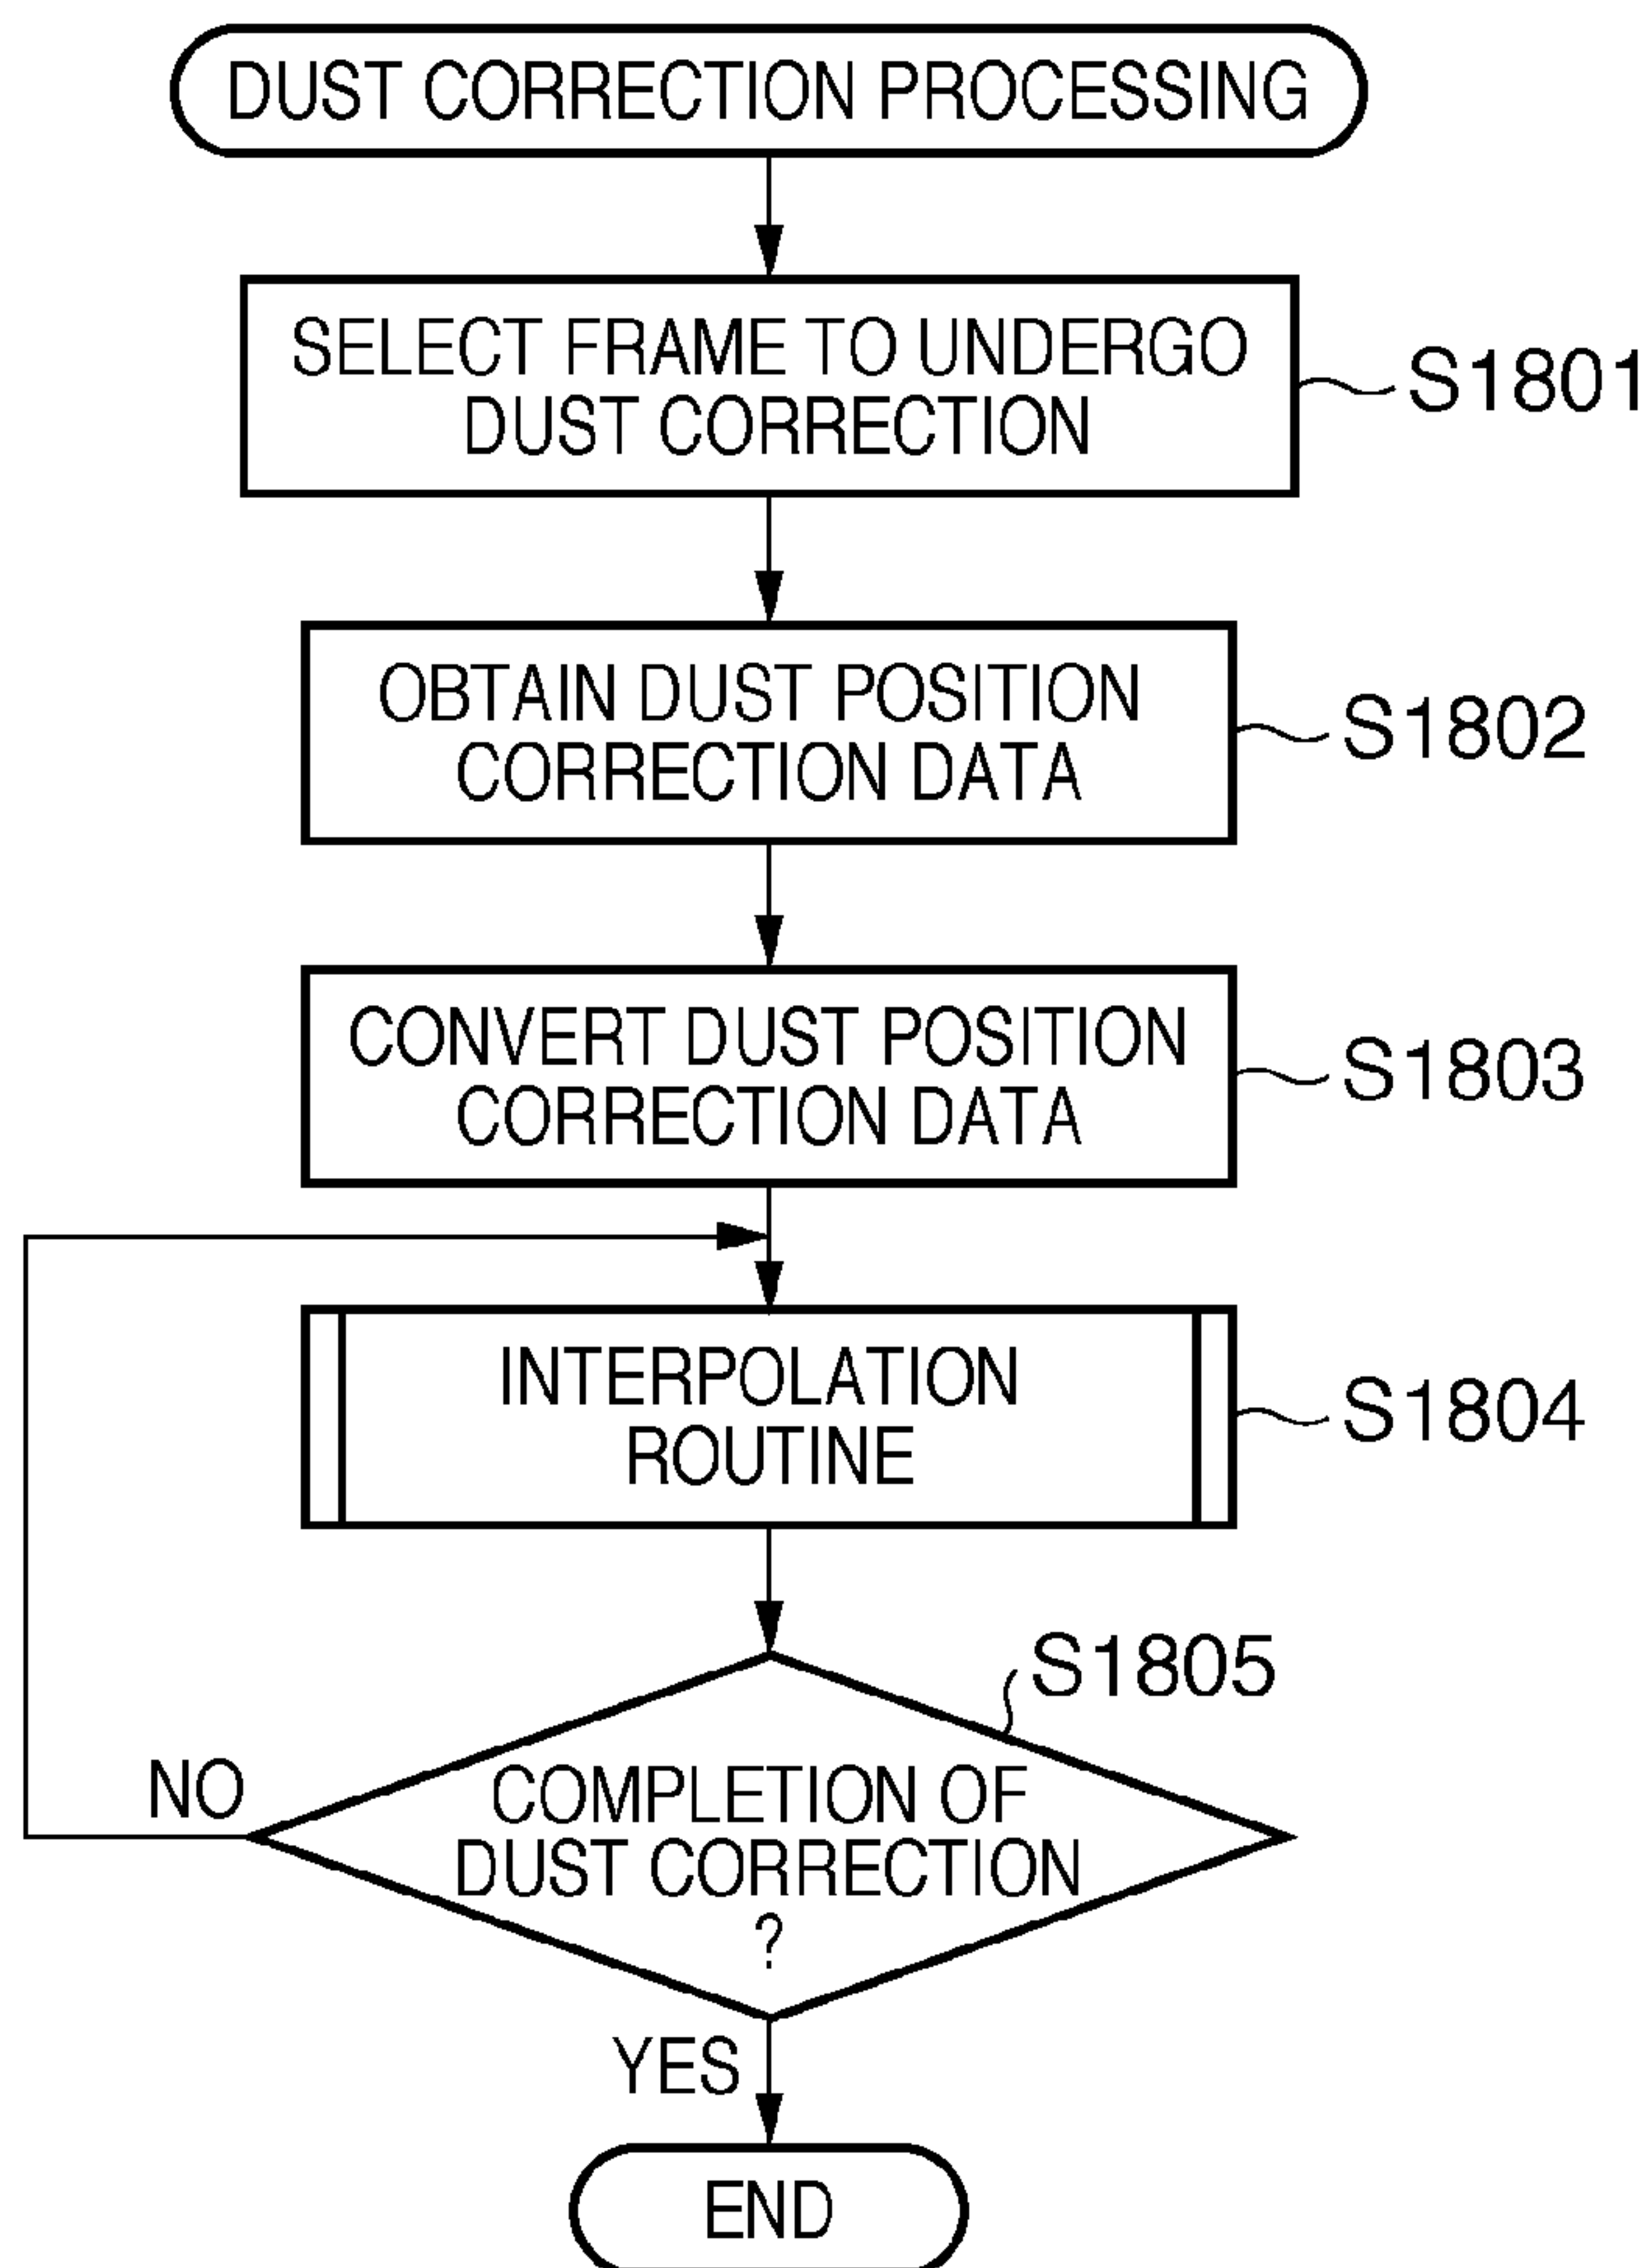 DUST CORRECTION PROCESSING
SELECT FRAME TO UNDERGO
DUST CORRECTION
S1801
OBTAIN DUST POSITION
CORRECTION DATA
S1802
CONVERT DUST POSITION
CORRECTION DATA
S1803
INTERPOLATION
ROUTINE
S1804
S1805
NO
COMPLETION OF
DUST CORRECTION
?
YES
END